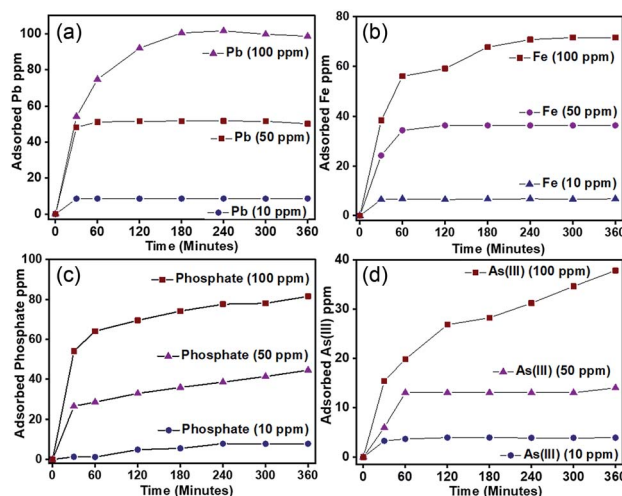 (a)
Adsorbed Pb ppm
100
80
60
40
20
0
Pb (100 ppm)
Pb (50 ppm)
Pb (10 ppm)
0 60 120 180 240 300 360
Time (Minutes)
(b)
Adsorbed Fe ppm
80
60
40
20
0
Fe (100 ppm)
Fe (50 ppm)
Fe (10 ppm)
0 60 120 180 240 300 360
Time (Minutes)
(c)
Adsorbed Phosphate ppm
100
80
60
40
20
0
Phosphate (100 ppm)
Phosphate (50 ppm)
Phosphate (10 ppm)
0 60 120 180 240 300 360
Time (Minutes)
(d)
Adsorbed As(III) ppm
40
30
20
10
0
As(III) (100 ppm)
As(III) (50 ppm)
As(III) (10 ppm)
0 60 120 180 240 300 360
Time (Minutes)